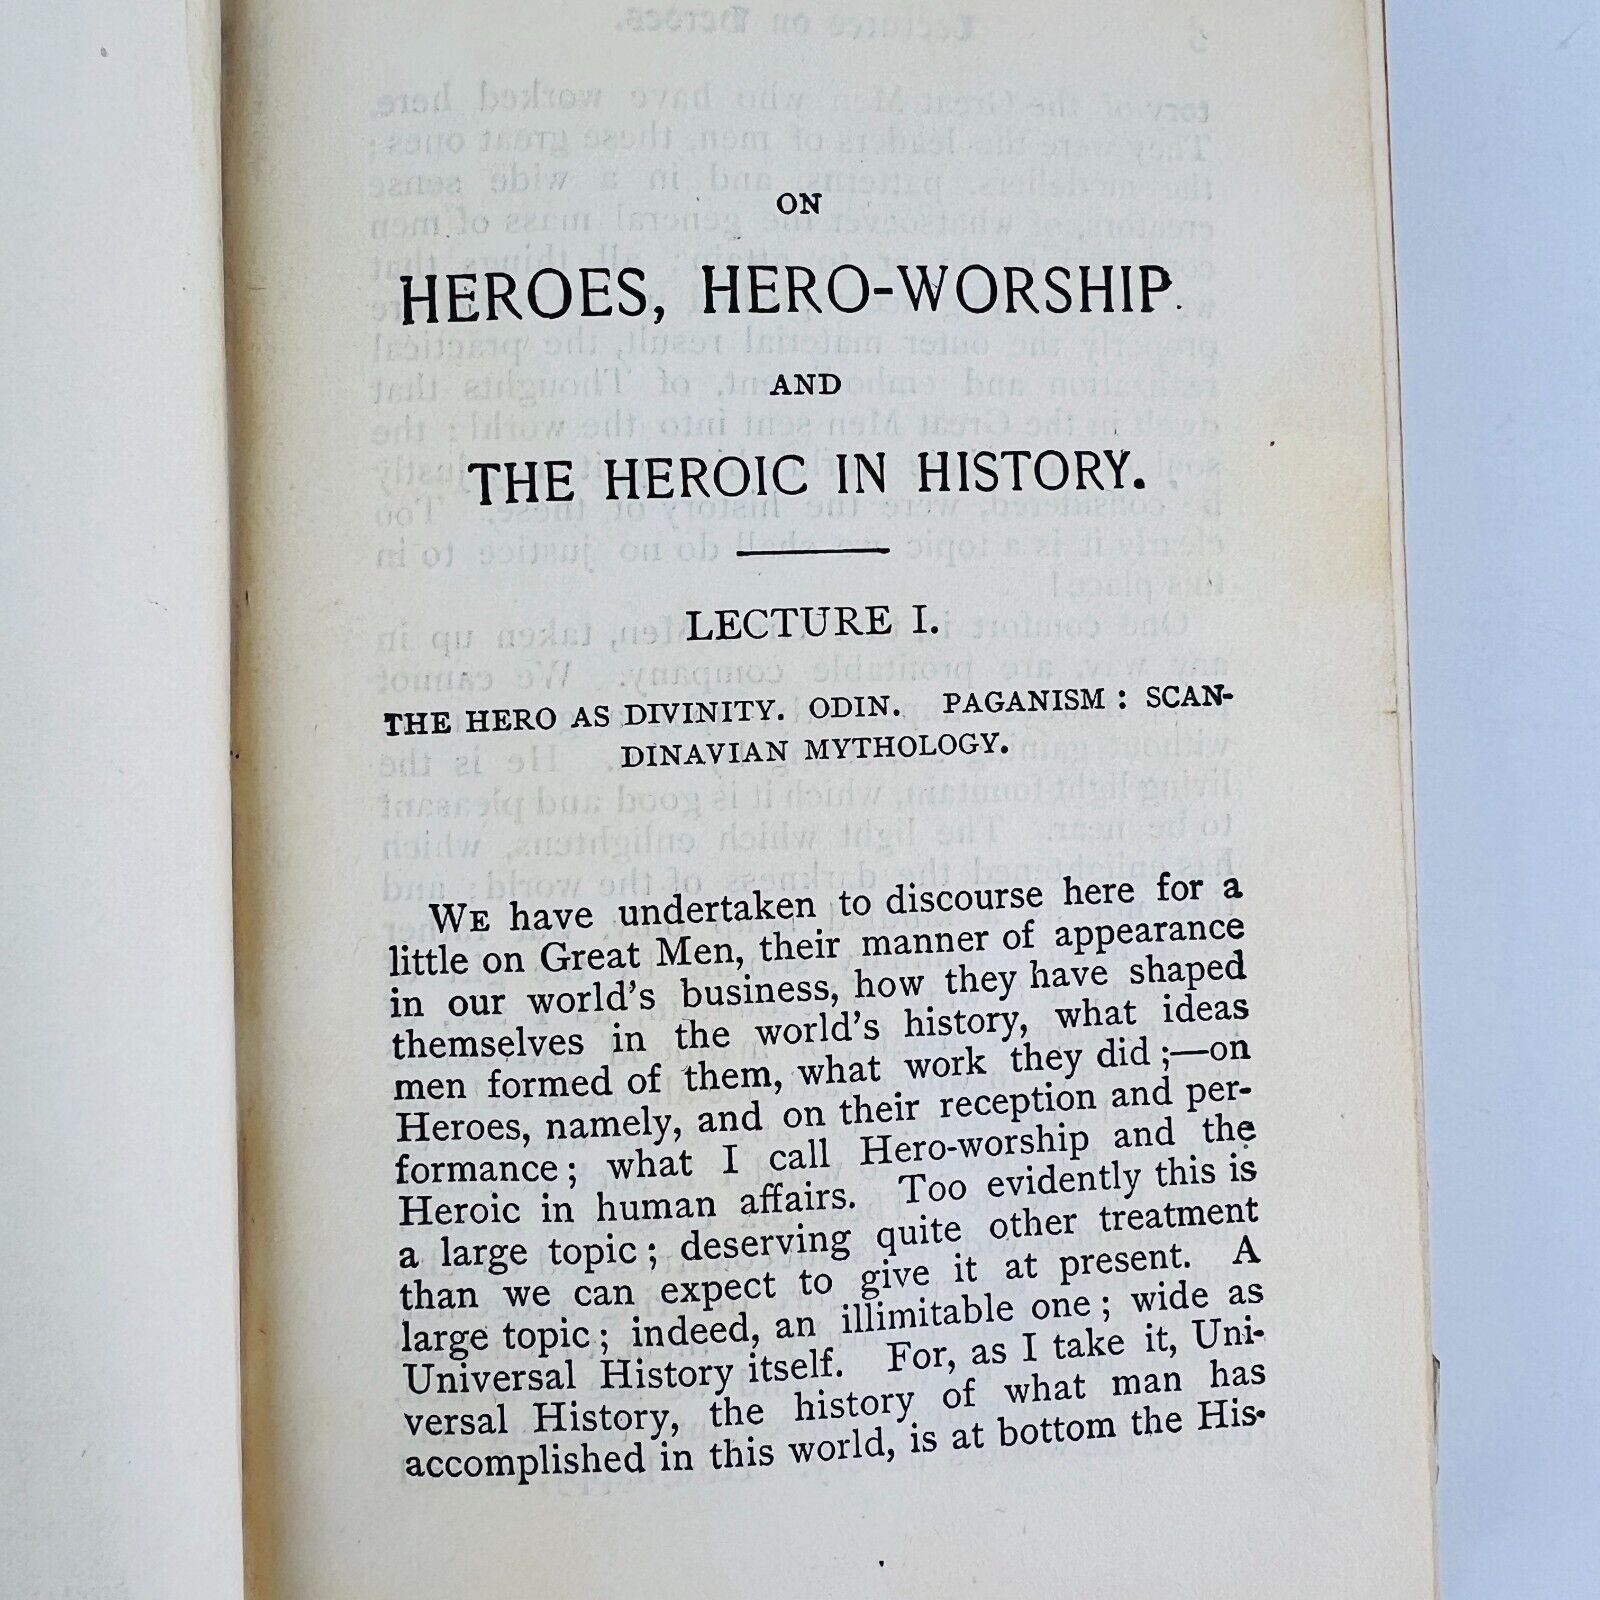 ON
HEROES, HERO-WORSHIP.
AND
THE HEROIC IN HISTORY.
LECTURE I.
THE HERO AS DIVINITY. ODIN. PAGANISM: SCAN-
DINAVIAN MYTHOLOGY.
WE have undertaken to discourse here for a
little on Great Men, their manner of appearance
in our world's business, how they have shaped
themselves in the world's history, what ideas
men formed of them, what work they did;—on
Heroes, namely, and on their reception and per-
formance; what I call Hero-worship and the
Heroic in human affairs. Too evidently this is
a large topic; deserving quite other treatment
than we can expect to give it at present. A
large topic; indeed, an illimitable one; wide as
Universal History itself. For, as I take it, Uni-
versal History, the history of what man has
accomplished in this world, is at bottom the His-